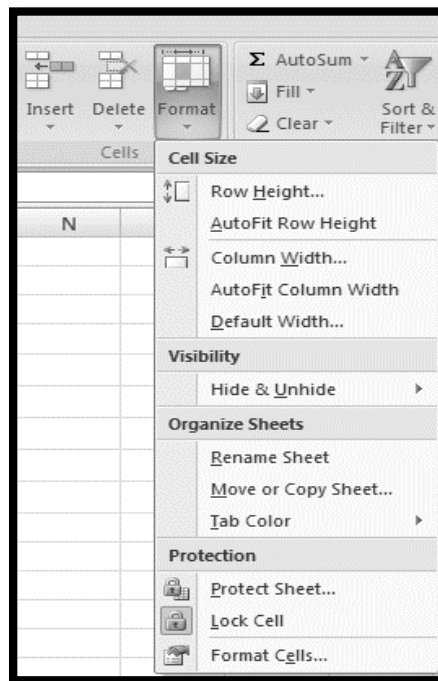 Insert Delete Format
Σ AutoSum
Fill
Clear
Sort &
Filter
Cells
N
Cell Size
Row Height...
AutoFit Row Height
Column Width...
AutoFit Column Width
Default Width...
Visibility
Hide & Unhide
Organize Sheets
Rename Sheet
Move or Copy Sheet...
Tab Color
Protection
Protect Sheet...
Lock Cell
Format Cells...